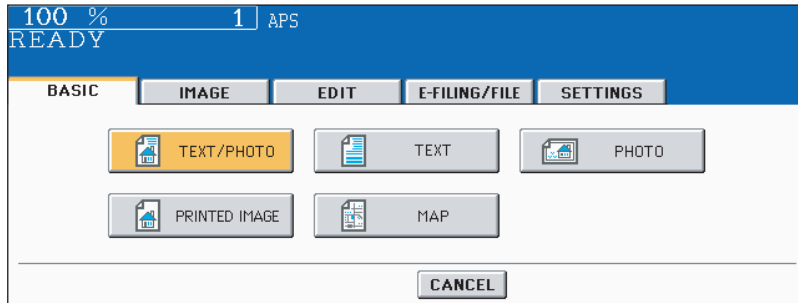 100 % 1 APS
READY
BASIC IMAGE EDIT E-FILING/FILE SETTINGS
TEXT/PHOTO TEXT PHOTO
PRINTED IMAGE MAP
CANCEL